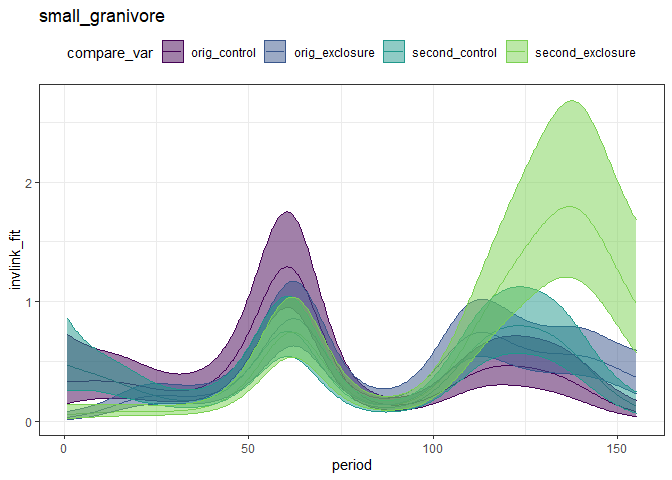 small_granivore
compare_var orig_control orig_exclosure second_control second_exclosure
invlink_fit
2
1
0
0 50 100 150
period